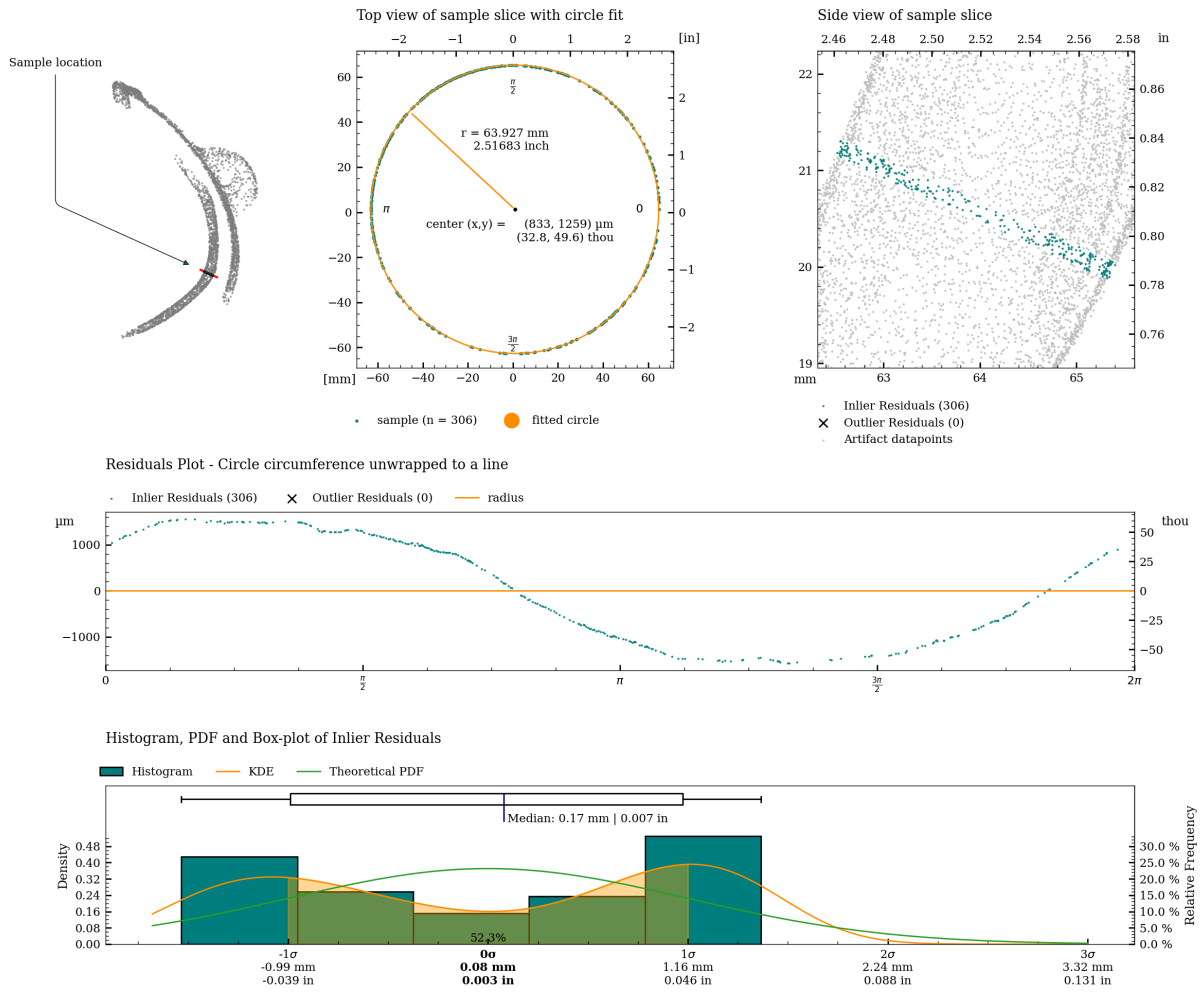 Top view of sample slice with circle fit
Side view of sample slice
−2 −1 0 1 2 [in]
2.46 2.48 2.50 2.52 2.54 2.56 2.58 in
Sample location
60 40 20 0 −20 −40 −60
2 1 0 −1 −2
π/2
r = 63.927 mm
2.51683 inch
π
0
center (x,y) = (833, 1259) µm
(32.8, 49.6) thou
3π/2
[mm] −60 −40 −20 0 20 40 60
22 21 20 19
0.86 0.84 0.82 0.80 0.78 0.76
mm 63 64 65
sample (n = 306) fitted circle
Inlier Residuals (306)
Outlier Residuals (0)
Artifact datapoints
Residuals Plot - Circle circumference unwrapped to a line
Inlier Residuals (306) Outlier Residuals (0) radius
µm
1000 0 −1000
thou
50 25 0 −25 −50
0 π/2 π 3π/2 2π
Histogram, PDF and Box-plot of Inlier Residuals
Histogram KDE Theoretical PDF
Median: 0.17 mm | 0.007 in
Density
0.48 0.40 0.32 0.24 0.16 0.08 0.00
30.0 % 25.0 % 20.0 % 15.0 % 10.0 % 5.0 % 0.0 %
Relative Frequency
52.3%
-1σ 0σ 1σ 2σ 3σ
-0.99 mm 0.08 mm 1.16 mm 2.24 mm 3.32 mm
-0.039 in 0.003 in 0.046 in 0.088 in 0.131 in